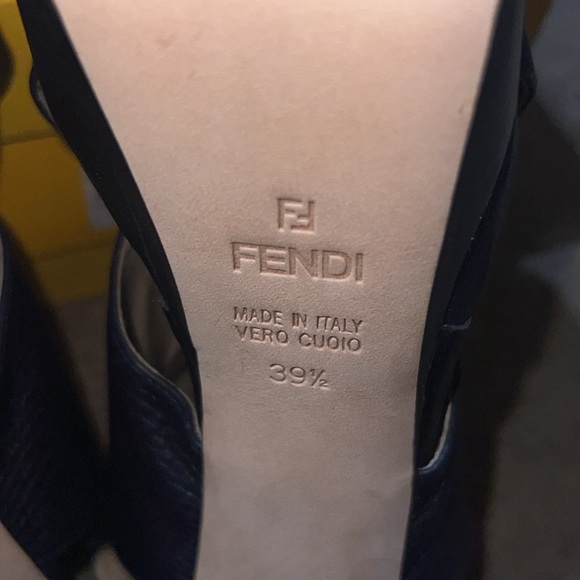 FF
FENDI
MADE IN ITALY
VERO CUOIO
39½